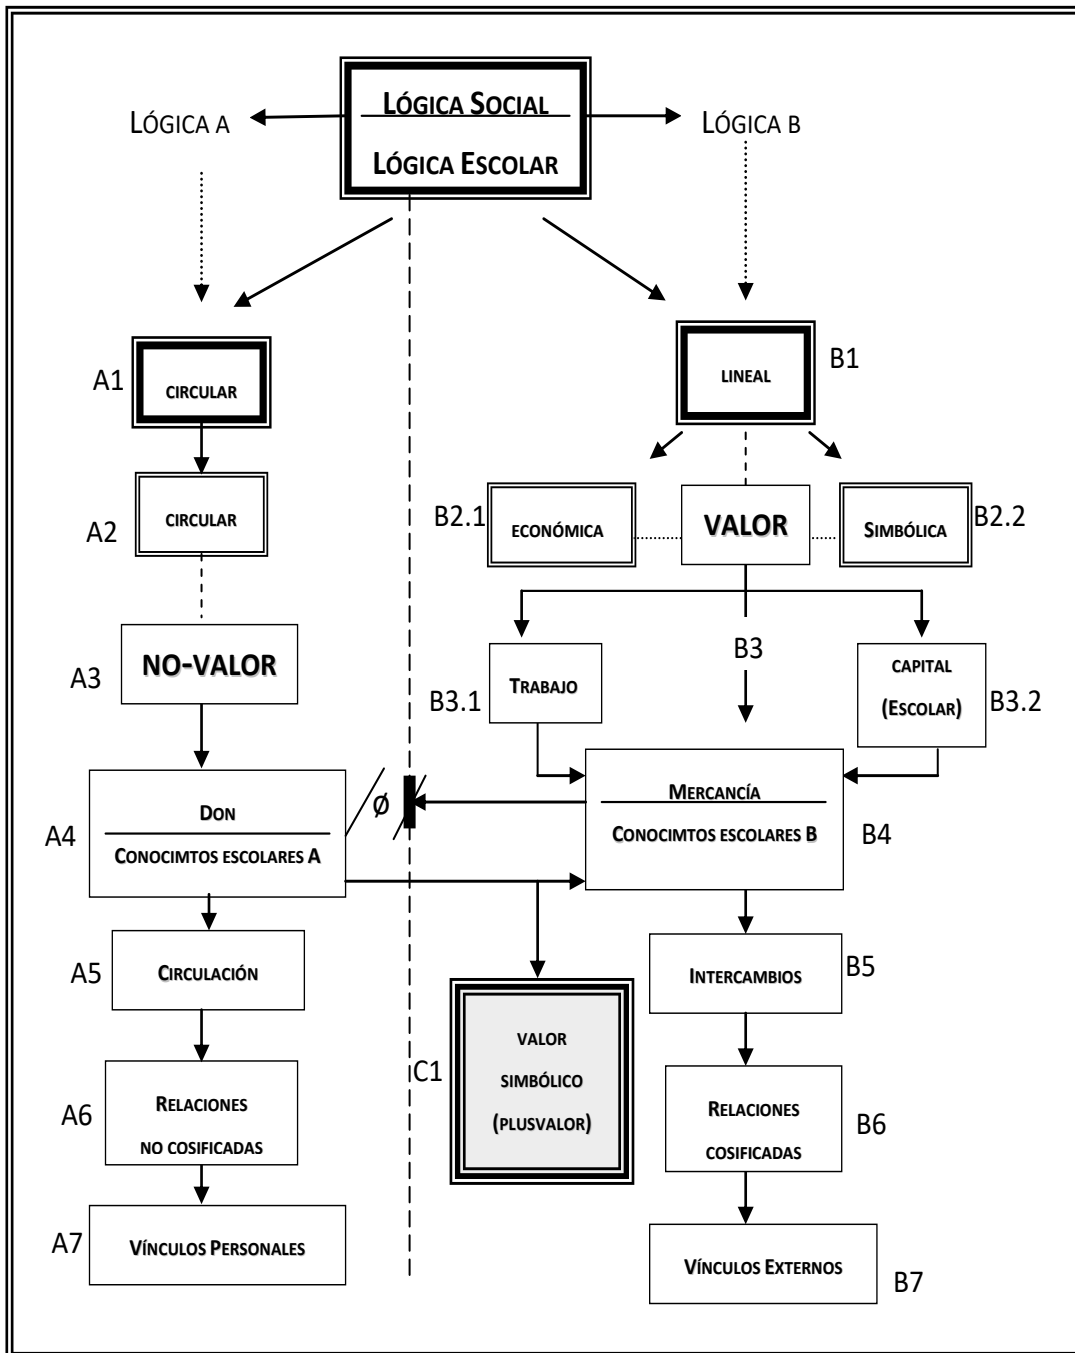 LÓGICA SOCIAL
LÓGICA ESCOLAR
LÓGICA A
LÓGICA B
A1
CIRCULAR
B1
LINEAL
A2
CIRCULAR
B2.1
ECONÓMICA
VALOR
SIMBÓLICA
B2.2
A3
NO-VALOR
B3.1
TRABAJO
B3
CAPITAL
(ESCOLAR)
B3.2
A4
DON
CONOCIMTOS ESCOLARES A
Ø
MERCANCÍA
CONOCIMTOS ESCOLARES B
B4
A5
CIRCULACIÓN
INTERCAMBIOS
B5
C1
VALOR
SIMBÓLICO
(PLUSVALOR)
A6
RELACIONES
NO COSIFICADAS
RELACIONES
COSIFICADAS
B6
A7
VÍNCULOS PERSONALES
VÍNCULOS EXTERNOS
B7